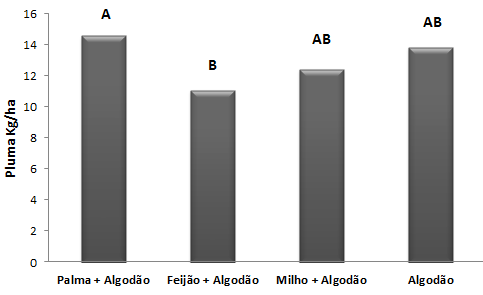 Pluma Kg/ha
16
14
12
10
8
6
4
2
0
A
B
AB
AB
Palma + Algodão
Feijão + Algodão
Milho + Algodão
Algodão